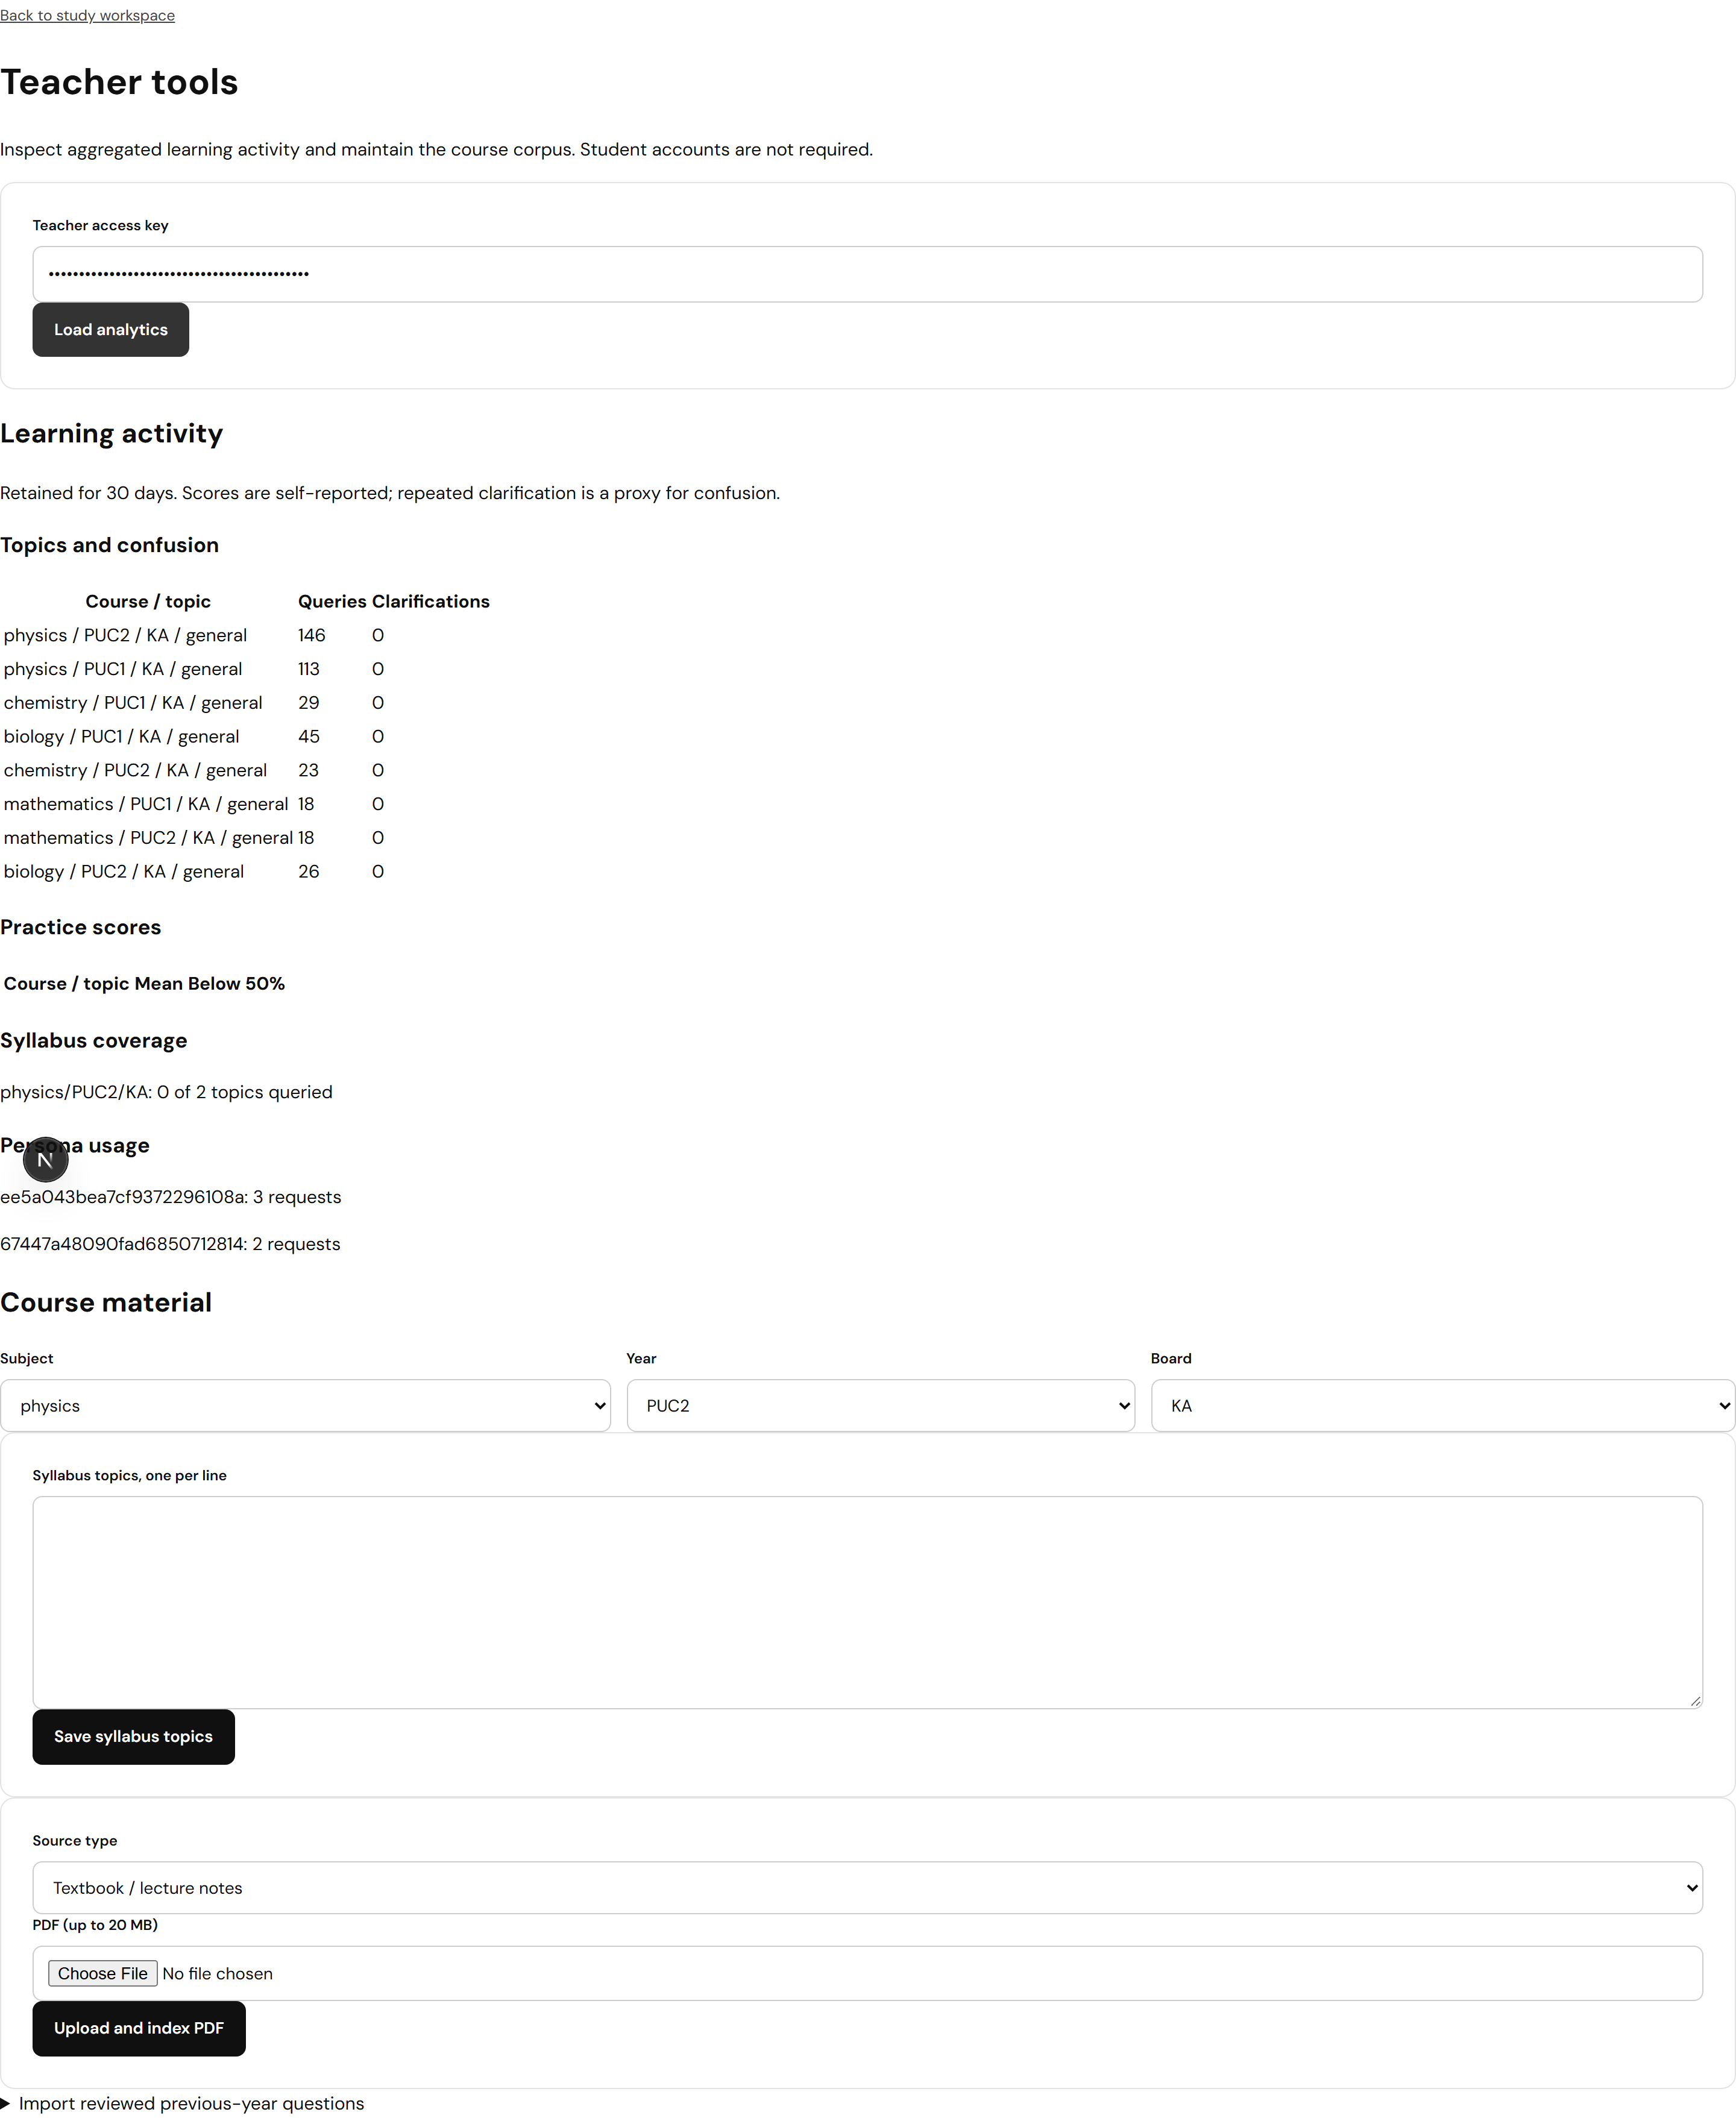 Back to study workspace
Teacher tools
Inspect aggregated learning activity and maintain the course corpus. Student accounts are not required.
Teacher access key
••••••••••••••••••••••••••••••••••••••••••••
Load analytics
Learning activity
Retained for 30 days. Scores are self-reported; repeated clarification is a proxy for confusion.
Topics and confusion
Course / topic Queries Clarifications
physics / PUC2 / KA / general 146 0
physics / PUC1 / KA / general 113 0
chemistry / PUC1 / KA / general 29 0
biology / PUC1 / KA / general 45 0
chemistry / PUC2 / KA / general 23 0
mathematics / PUC1 / KA / general 18 0
mathematics / PUC2 / KA / general 18 0
biology / PUC2 / KA / general 26 0
Practice scores
Course / topic Mean Below 50%
Syllabus coverage
physics/PUC2/KA: 0 of 2 topics queried
Persona usage
N
ee5a043bea7cf9372296108a: 3 requests
67447a48090fad6850712814: 2 requests
Course material
Subject Year Board
physics PUC2 KA
Syllabus topics, one per line
Save syllabus topics
Source type
Textbook / lecture notes
PDF (up to 20 MB)
Choose File No file chosen
Upload and index PDF
Import reviewed previous-year questions